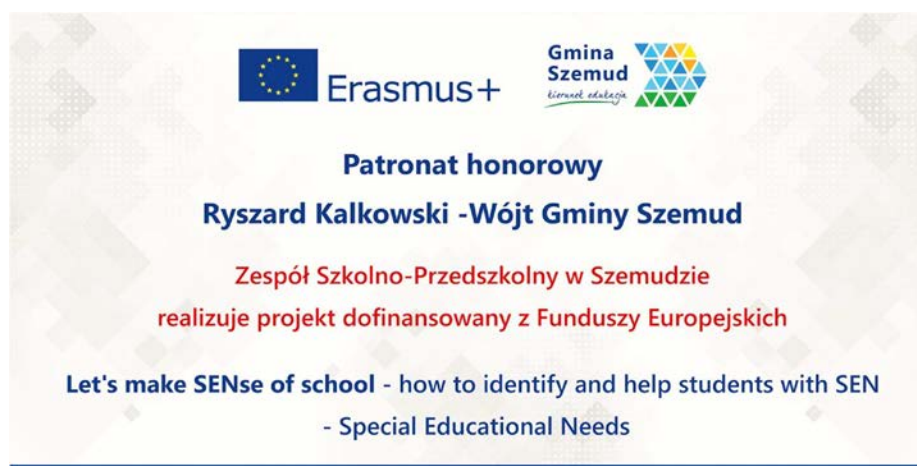 Erasmus+
Gmina
Szemud
kierunek edukacja
Patronat honorowy
Ryszard Kalkowski -Wójt Gminy Szemud
Zespół Szkolno-Przedszkolny w Szemudzie
realizuje projekt dofinansowany z Funduszy Europejskich
Let's make SENse of school - how to identify and help students with SEN
- Special Educational Needs